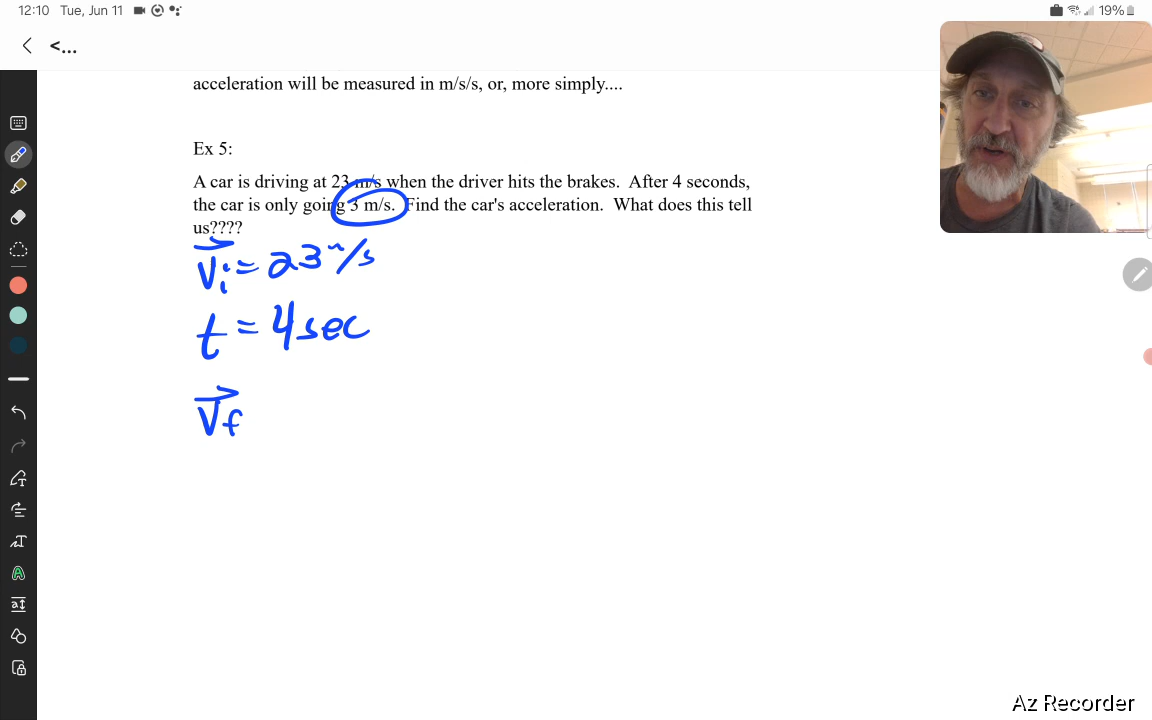 12:10 Tue, Jun 11 19%
<...
acceleration will be measured in m/s/s, or, more simply....
Ex 5:
A car is driving at 23 m/s when the driver hits the brakes. After 4 seconds,
the car is only going 3 m/s. Find the car's acceleration. What does this tell
us????
Vi = 23 m/s
t = 4 sec
Vf
Az Recorder